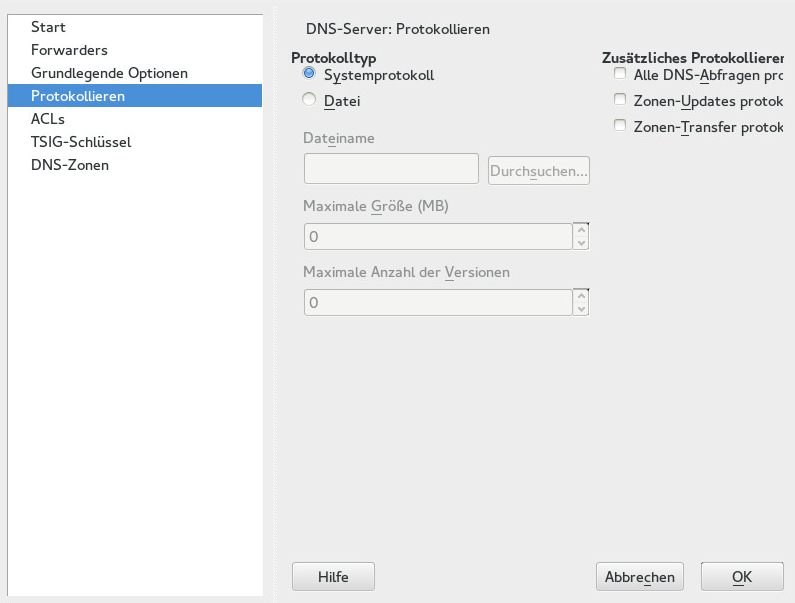 Start
Forwarders
Grundlegende Optionen
Protokollieren
ACLs
TSIG-Schlüssel
DNS-Zonen
DNS-Server: Protokollieren
Protokolltyp
Systemprotokoll
Datei
Dateiname
Durchsuchen...
Maximale Größe (MB)
0
Maximale Anzahl der Versionen
0
Zusätzliches Protokollieren
Alle DNS-Abfragen pro
Zonen-Updates protok
Zonen-Transfer protok
Hilfe
Abbrechen
OK